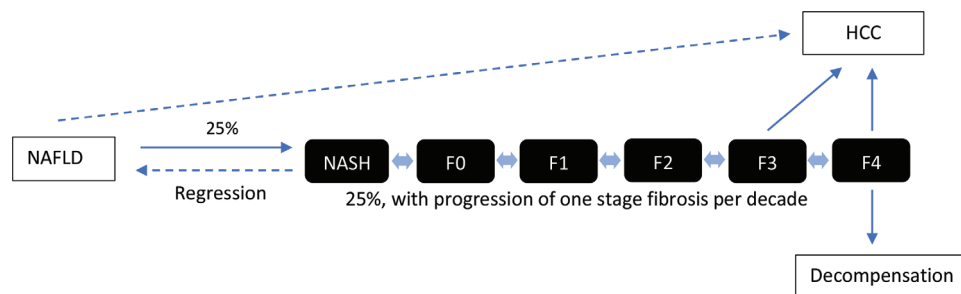 HCC
25%
NAFLD
NASH
F0
F1
F2
F3
F4
Regression
25%, with progression of one stage fibrosis per decade
Decompensation